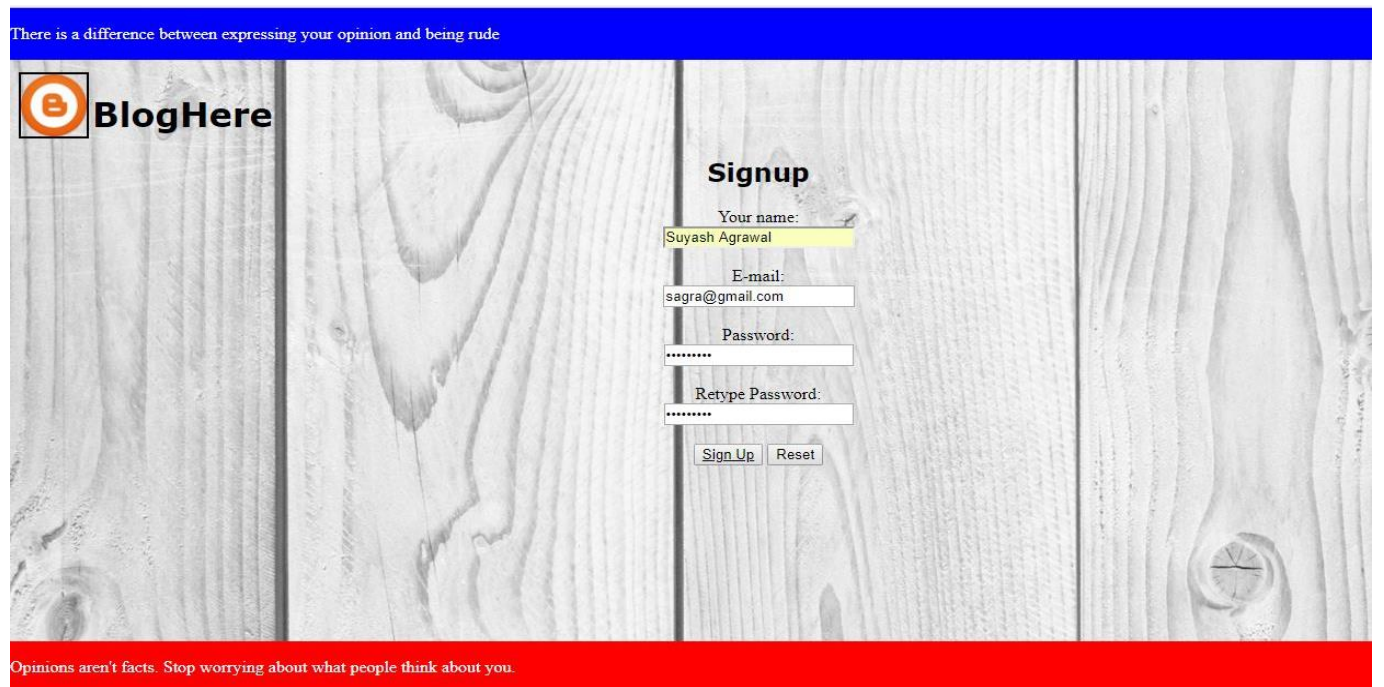 There is a difference between expressing your opinion and being rude
B BlogHere
Signup
Your name:
Suyash Agrawal
E-mail:
sagra@gmail.com
Password:
•••••••••
Retype Password:
•••••••••
Sign Up Reset
Opinions aren't facts. Stop worrying about what people think about you.